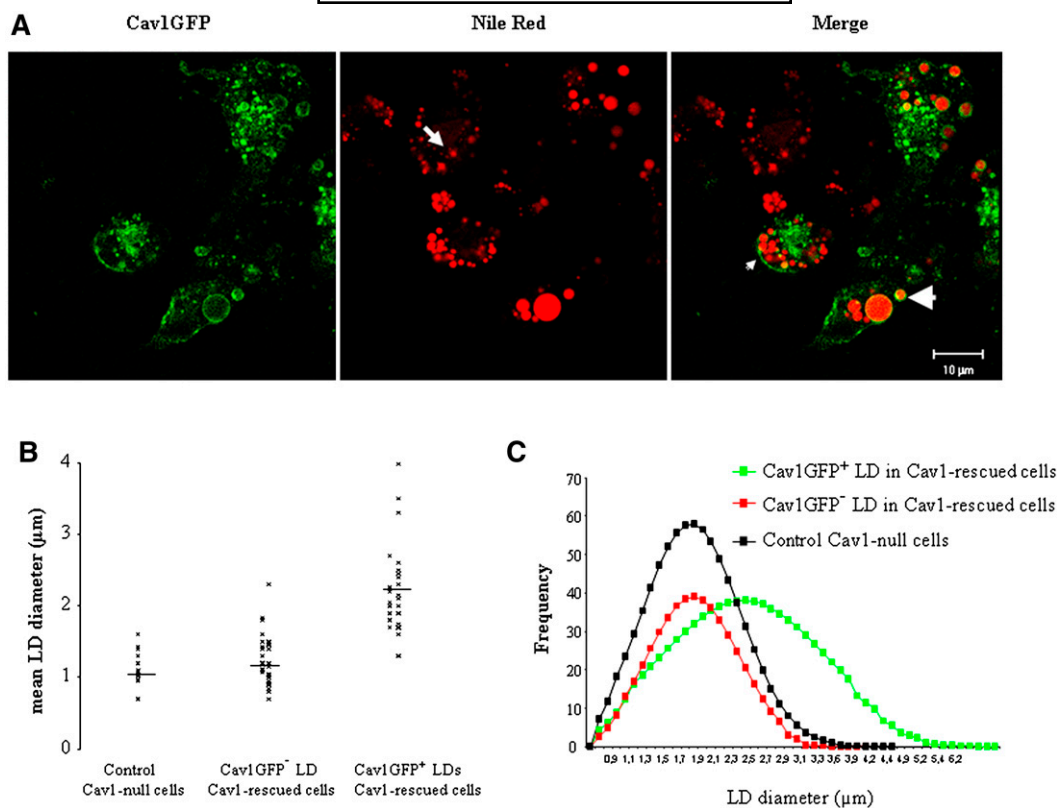 A
Cav1GFP
Nile Red
Merge
10 µm
B
mean LD diameter (µm)
4
3
2
1
0
Control
Cav1-null cells
Cav1GFP⁻ LD
Cav1-rescued cells
Cav1GFP⁺ LDs
Cav1-rescued cells
C
Cav1GFP⁺ LD in Cav1-rescued cells
Cav1GFP⁻ LD in Cav1-rescued cells
Control Cav1-null cells
Frequency
70
60
50
40
30
20
10
0
0,9 1,1 1,3 1,5 1,7 1,9 2,1 2,3 2,5 2,7 2,9 3,1 3,3 3,6 3,9 4,2 4,4 4,9 5,2 5,4 6,2
LD diameter (µm)